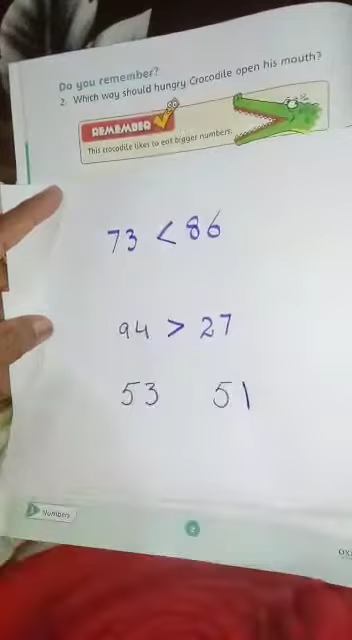 Do you remember?
2. Which way should hungry Crocodile open his mouth?
REMEMBER
This crocodile likes to eat bigger numbers.
73 < 86
94 > 27
53 51
Numbers
2